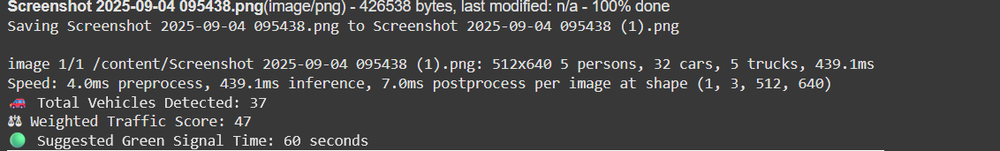 Screenshot 2025-09-04 095438.png(image/png) - 426538 bytes, last modified: n/a - 100% done
Saving Screenshot 2025-09-04 095438.png to Screenshot 2025-09-04 095438 (1).png
image 1/1 /content/Screenshot 2025-09-04 095438 (1).png: 512x640 5 persons, 32 cars, 5 trucks, 439.1ms
Speed: 4.0ms preprocess, 439.1ms inference, 7.0ms postprocess per image at shape (1, 3, 512, 640)
🚗 Total Vehicles Detected: 37
⚖ Weighted Traffic Score: 47
🟢 Suggested Green Signal Time: 60 seconds